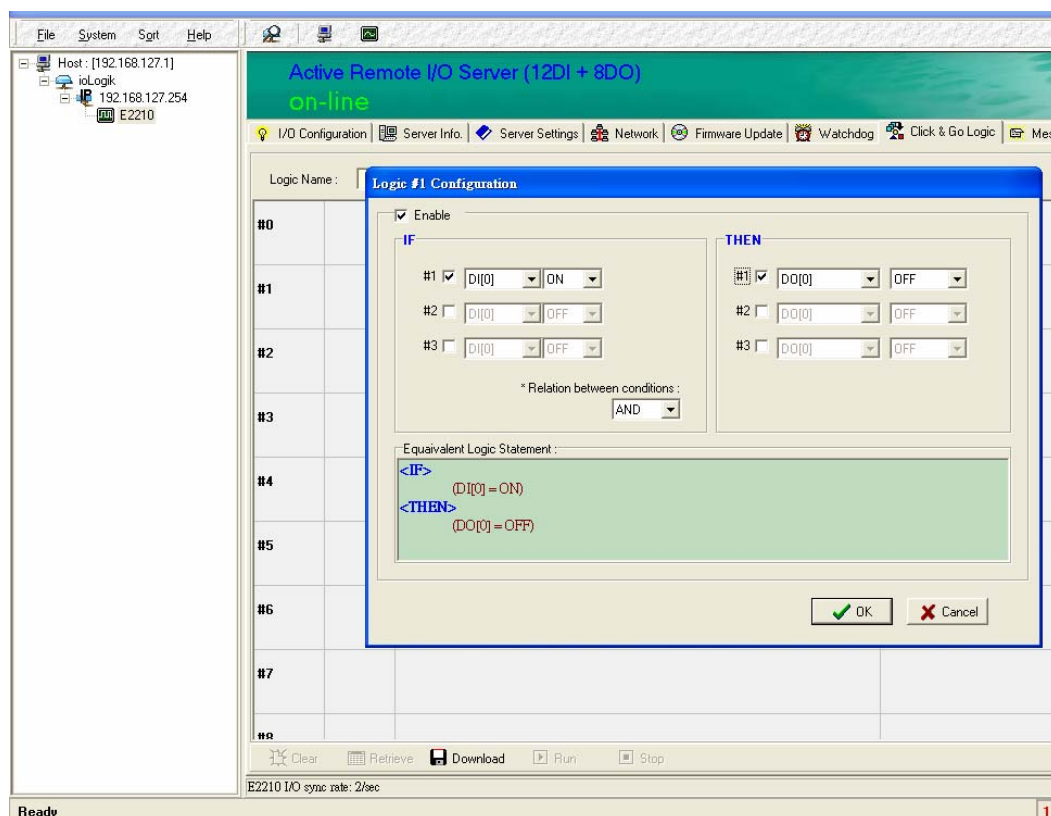 File System Sort Help
Host : [192.168.127.1]
ioLogik
192.168.127.254
E2210
Active Remote I/O Server (12DI + 8DO)
on-line
I/O Configuration Server Info. Server Settings Network Firmware Update Watchdog Click & Go Logic Mes
Logic Name :
Logic #1 Configuration
Enable
IF
#1 DI[0] ON
#2 DI[0] OFF
#3 DI[0] OFF
* Relation between conditions :
AND
THEN
#1 DO[0] OFF
#2 DO[0] OFF
#3 DO[0] OFF
Equaivalent Logic Statement :
<IF>
(DI[0] = ON)
<THEN>
(DO[0] = OFF)
OK Cancel
#0
#1
#2
#3
#4
#5
#6
#7
#8
Clear Retrieve Download Run Stop
E2210 I/O sync rate: 2/sec
Ready 1